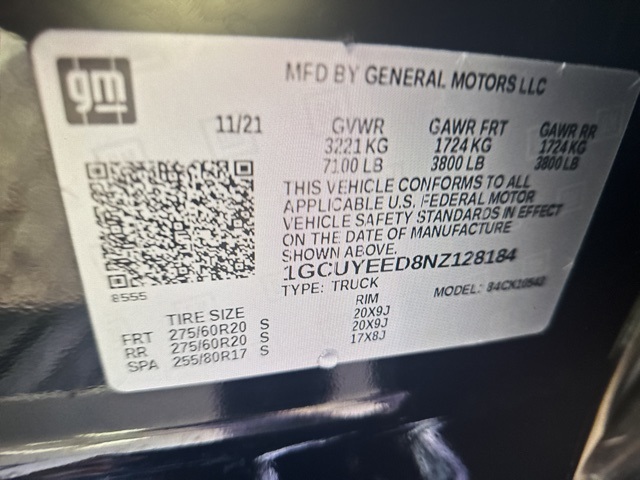 gm
MFD BY GENERAL MOTORS LLC
11/21 GVWR GAWR FRT GAWR RR
3221 KG 1724 KG 1724 KG
7100 LB 3800 LB 3800 LB
THIS VEHICLE CONFORMS TO ALL
APPLICABLE U.S. FEDERAL MOTOR
VEHICLE SAFETY STANDARDS IN EFFECT
ON THE DATE OF MANUFACTURE
SHOWN ABOVE.
1GCUYEED8NZ128184
8555
TYPE: TRUCK MODEL:
TIRE SIZE RIM
FRT 275/60R20 S 20X9J
RR 275/60R20 S 20X9J
SPA 255/80R17 S 17X8J